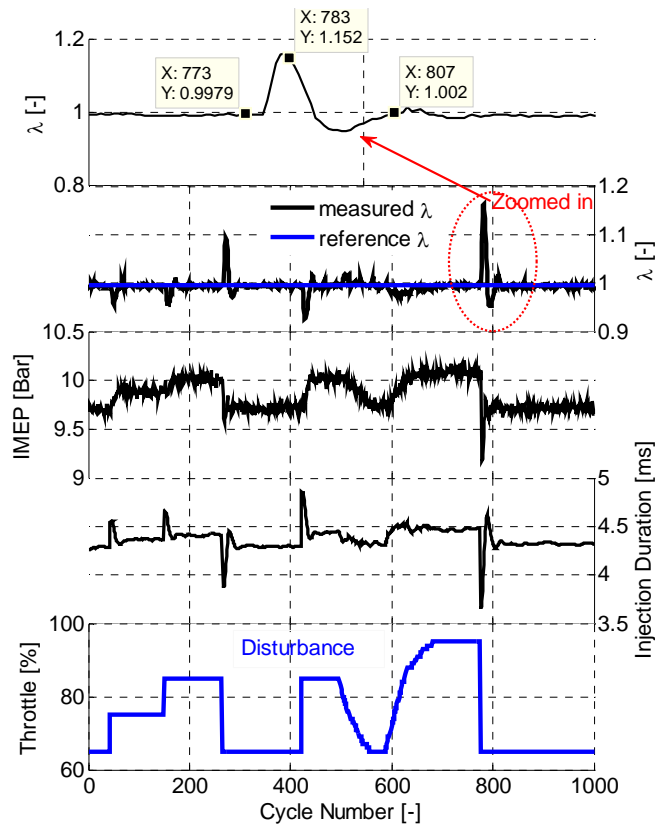 X: 783
Y: 1.152
X: 773
Y: 0.9979
X: 807
Y: 1.002
1.2
1
0.8
λ [-]
Zoomed in
measured λ
reference λ
1.2
1.1
1
0.9
λ [-]
10.5
10.0
9.5
9
IMEP [Bar]
5
4.5
4
3.5
Injection Duration [ms]
100
80
60
Throttle [%]
Disturbance
0 200 400 600 800 1000
Cycle Number [-]